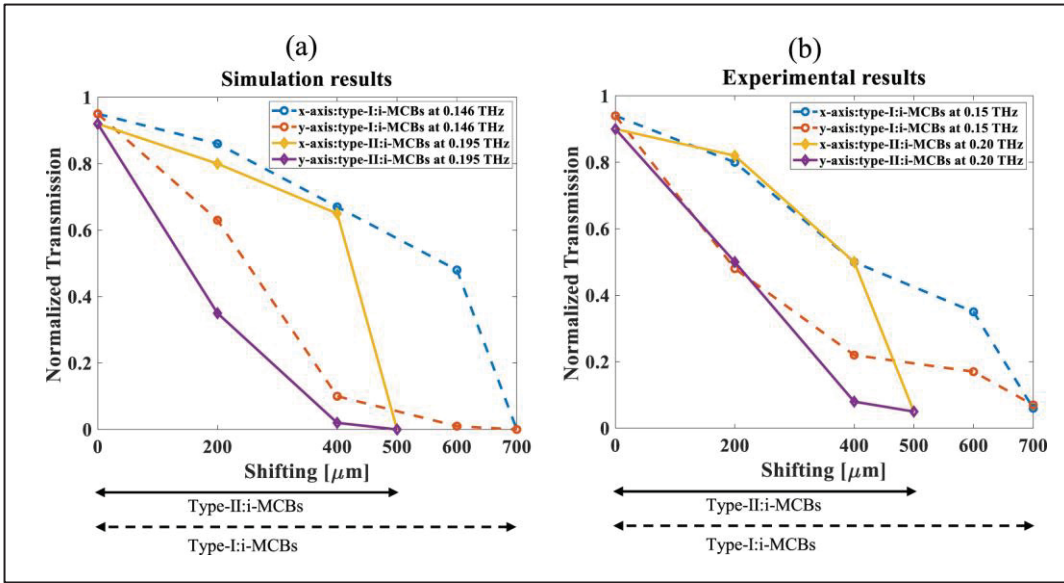 (a)
Simulation results
1
0.8
0.6
0.4
0.2
0
Normalized Transmission
x-axis:type-I:i-MCBs at 0.146 THz
y-axis:type-I:i-MCBs at 0.146 THz
x-axis:type-II:i-MCBs at 0.195 THz
y-axis:type-II:i-MCBs at 0.195 THz
0 200 400 500 600 700
Shifting [μm]
Type-II:i-MCBs
Type-I:i-MCBs
(b)
Experimental results
1
0.8
0.6
0.4
0.2
0
Normalized Transmission
x-axis:type-I:i-MCBs at 0.15 THz
y-axis:type-I:i-MCBs at 0.15 THz
x-axis:type-II:i-MCBs at 0.20 THz
y-axis:type-II:i-MCBs at 0.20 THz
0 200 400 500 600 700
Shifting [μm]
Type-II:i-MCBs
Type-I:i-MCBs